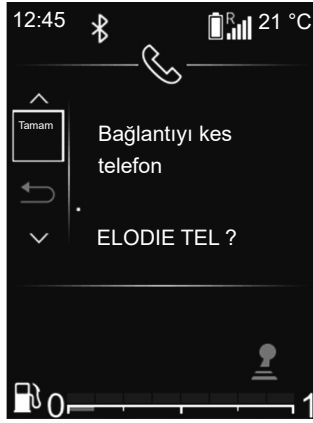 12:45 R 21 °C
Tamam
Bağlantıyı kes
telefon
ELODIE TEL ?
0 1